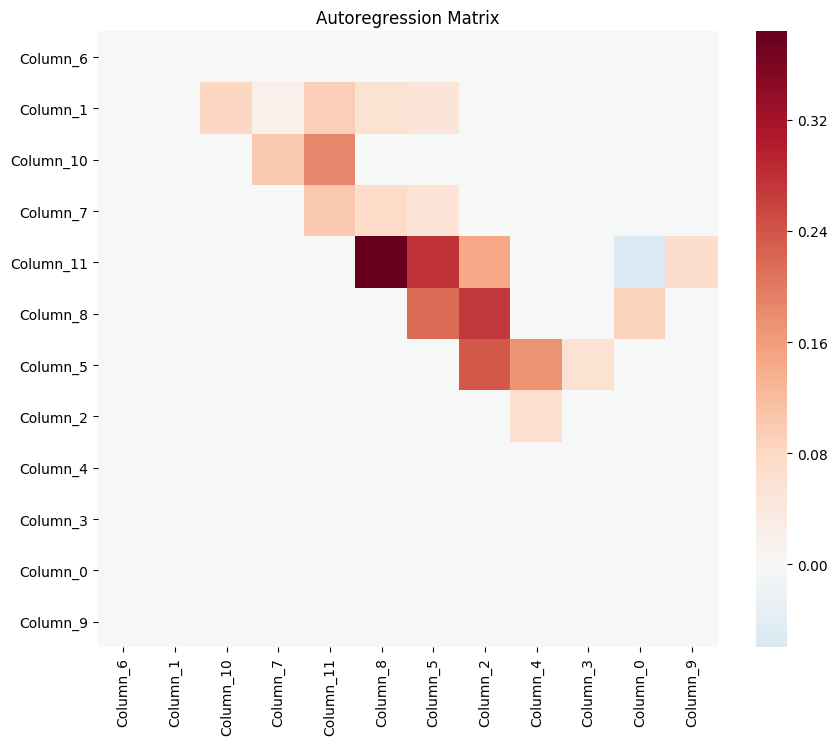 Autoregression Matrix
Column_6
Column_1
Column_10
Column_7
Column_11
Column_8
Column_5
Column_2
Column_4
Column_3
Column_0
Column_9
Column_6
Column_1
Column_10
Column_7
Column_11
Column_8
Column_5
Column_2
Column_4
Column_3
Column_0
Column_9
0.32
0.24
0.16
0.08
0.00